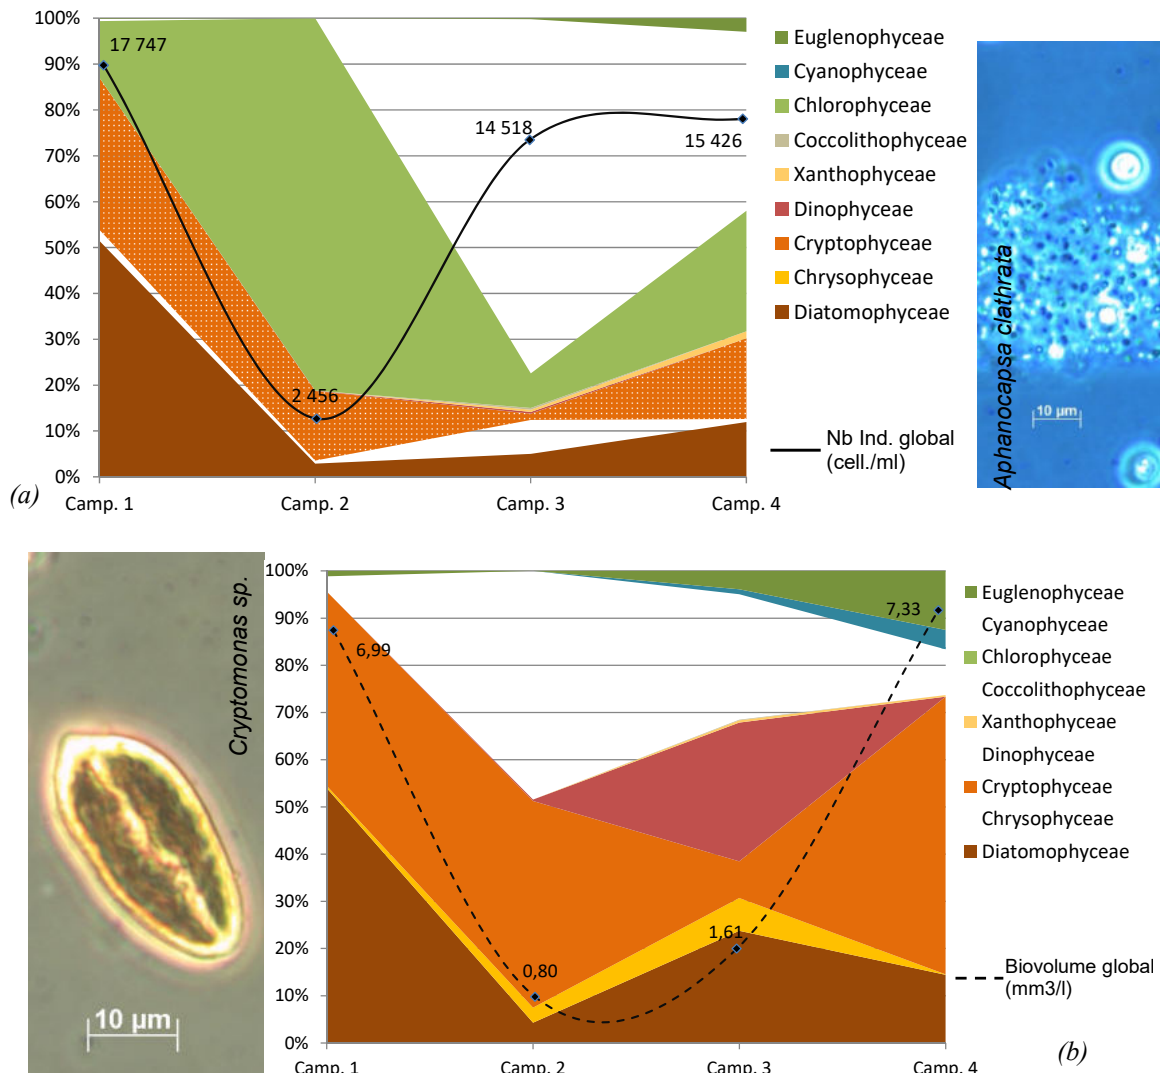 100%
90%
80%
70%
60%
50%
40%
30%
20%
10%
0%
17 747
2 456
14 518
15 426
Camp. 1
Camp. 2
Camp. 3
Camp. 4
(a)
Euglenophyceae
Cyanophyceae
Chlorophyceae
Coccolithophyceae
Xanthophyceae
Dinophyceae
Cryptophyceae
Chrysophyceae
Diatomophyceae
Nb Ind. global
(cell./ml)
Aphanocapsa clathrata
10 µm
Cryptomonas sp.
10 µm
100%
90%
80%
70%
60%
50%
40%
30%
20%
10%
0%
6,99
0,80
1,61
7,33
Camp. 1
Camp. 2
Camp. 3
Camp. 4
Euglenophyceae
Cyanophyceae
Chlorophyceae
Coccolithophyceae
Xanthophyceae
Dinophyceae
Cryptophyceae
Chrysophyceae
Diatomophyceae
Biovolume global
(mm3/l)
(b)